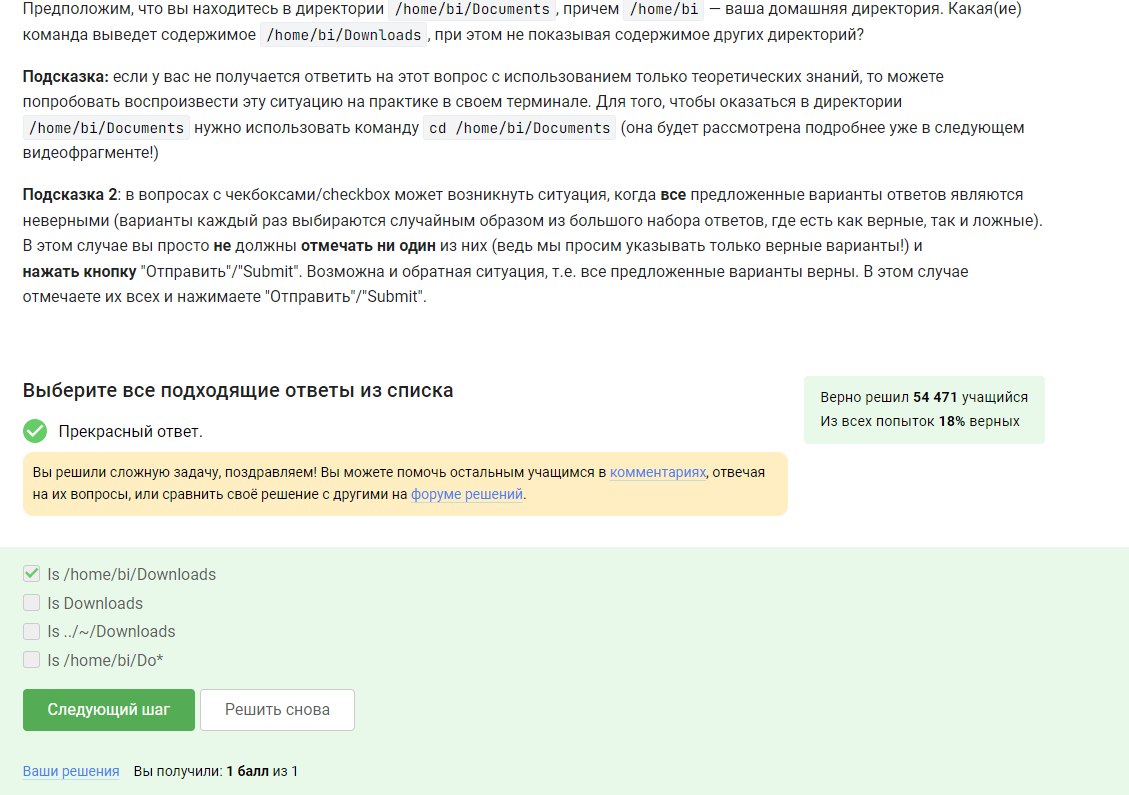 Предположим, что вы находитесь в директории /home/bi/Documents, причем /home/bi — ваша домашняя директория. Какая(ие)
команда выведет содержимое /home/bi/Downloads, при этом не показывая содержимое других директорий?
Подсказка: если у вас не получается ответить на этот вопрос с использованием только теоретических знаний, то можете
попробовать воспроизвести эту ситуацию на практике в своем терминале. Для того, чтобы оказаться в директории
/home/bi/Documents нужно использовать команду cd /home/bi/Documents (она будет рассмотрена подробнее уже в следующем
видеофрагменте!)
Подсказка 2: в вопросах с чекбоксами/checkbox может возникнуть ситуация, когда все предложенные варианты ответов являются
неверными (варианты каждый раз выбираются случайным образом из большого набора ответов, где есть как верные, так и ложные).
В этом случае вы просто не должны отмечать ни один из них (ведь мы просим указывать только верные варианты!) и
нажать кнопку "Отправить"/"Submit". Возможна и обратная ситуация, т.е. все предложенные варианты верны. В этом случае
отмечаете их всех и нажимаете "Отправить"/"Submit".
Выберите все подходящие ответы из списка
Верно решил 54 471 учащийся
Из всех попыток 18% верных
Прекрасный ответ.
Вы решили сложную задачу, поздравляем! Вы можете помочь остальным учащимся в комментариях, отвечая
на их вопросы, или сравнить своё решение с другими на форуме решений.
ls /home/bi/Downloads
ls Downloads
ls ../~/Downloads
ls /home/bi/Do*
Следующий шаг
Решить снова
Ваши решения Вы получили: 1 балл из 1